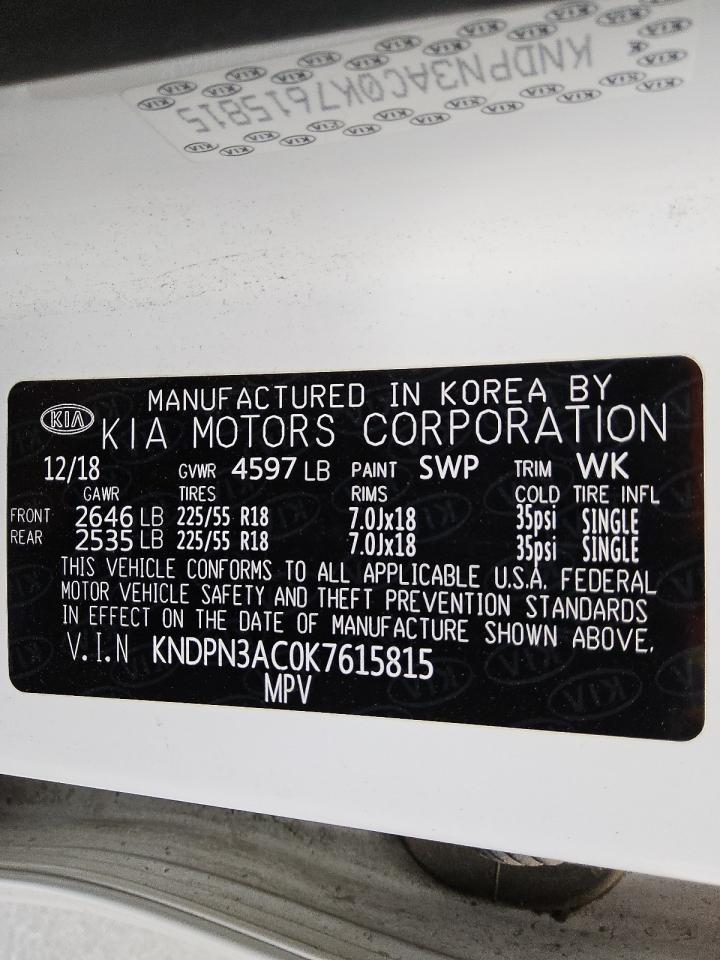 KNDPN3AC0K7615815
MANUFACTURED IN KOREA BY
KIA KIA MOTORS CORPORATION
12/18 GVWR 4597 LB PAINT SWP TRIM WK
GAWR TIRES RIMS COLD TIRE INFL
FRONT 2646 LB 225/55 R18 7.0Jx18 35psi SINGLE
REAR 2535 LB 225/55 R18 7.0Jx18 35psi SINGLE
THIS VEHICLE CONFORMS TO ALL APPLICABLE U.S.A. FEDERAL
MOTOR VEHICLE SAFETY AND THEFT PREVENTION STANDARDS
IN EFFECT ON THE DATE OF MANUFACTURE SHOWN ABOVE.
V.I.N KNDPN3AC0K7615815
MPV